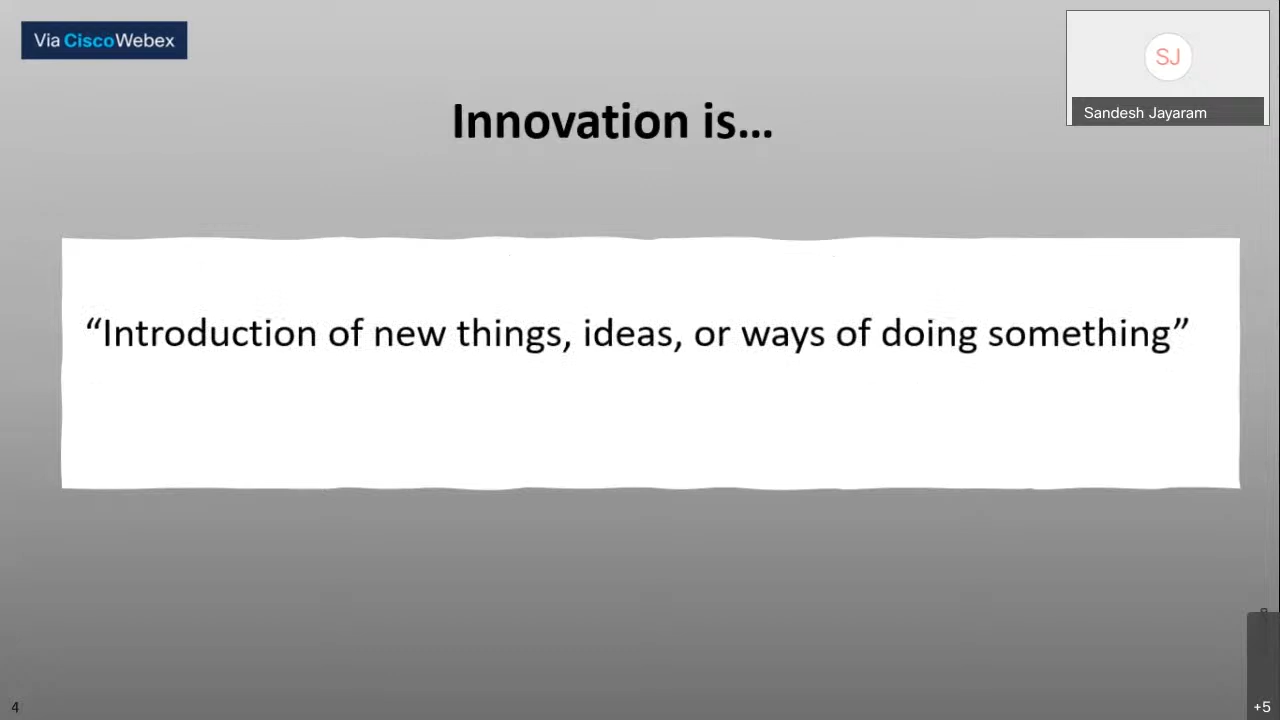 Via CiscoWebex
SJ
Sandesh Jayaram
Innovation is...
“Introduction of new things, ideas, or ways of doing something”
4
+5